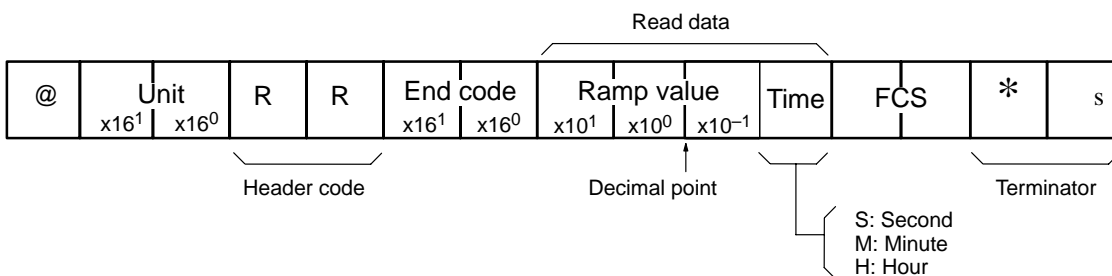 Read data
@ Unit R R End code Ramp value Time FCS * s
x16¹ x16⁰ x16¹ x16⁰ x10¹ x10⁰ x10⁻¹
Header code Decimal point Terminator
S: Second
M: Minute
H: Hour